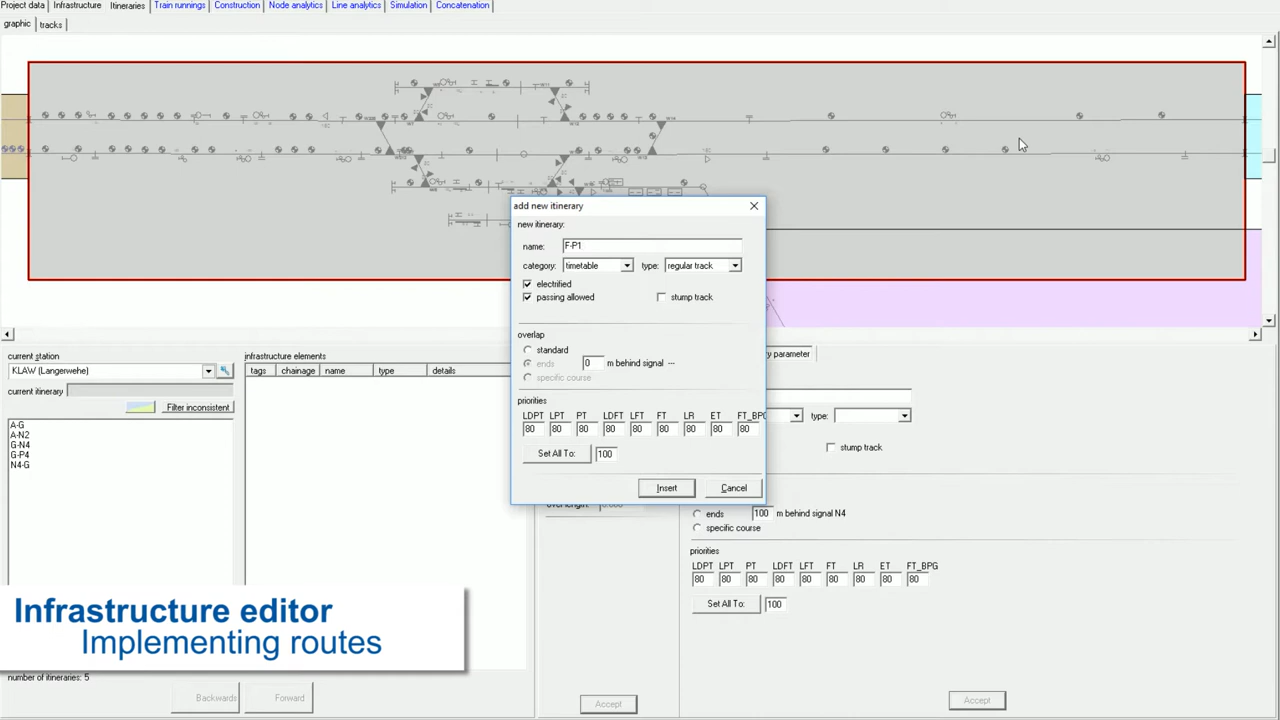 Project data Infrastructure Itineraries Train runnings Construction Node analytics Line analytics Simulation Concatenation
graphic tracks
add new itinerary
new itinerary:
name: F-P1
category: timetable type: regular track
electrified
passing allowed stump track
overlap
standard
ends 0 m behind signal ---
specific course
priorities
LDPT LPT PT LDFT LFT FT LR ET FT_BPG
80 80 80 80 80 80 80 80 80
Set All To: 100
Insert Cancel
current station
KLAW (Langerwehe)
current itinerary
Filter inconsistent
A-G
A-N2
G-N4
G-P4
N4-G
infrastructure elements
tags chainage name type details
parameter
type:
stump track
ends 100 m behind signal N4
specific course
priorities
LDPT LPT PT LDFT LFT FT LR ET FT_BPG
80 80 80 80 80 80 80 80 80
Set All To: 100
Infrastructure editor
Implementing routes
number of itineraries: 5
Backwards Forward
Accept
Accept